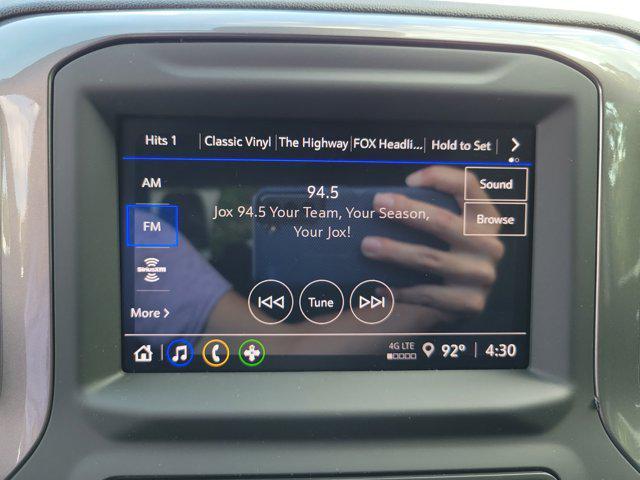 Hits 1 Classic Vinyl The Highway FOX Headli... Hold to Set
AM
94.5
Sound
Jox 94.5 Your Team, Your Season,
Your Jox!
FM
Browse
SiriusXM
Tune
More
4G LTE
92° 4:30